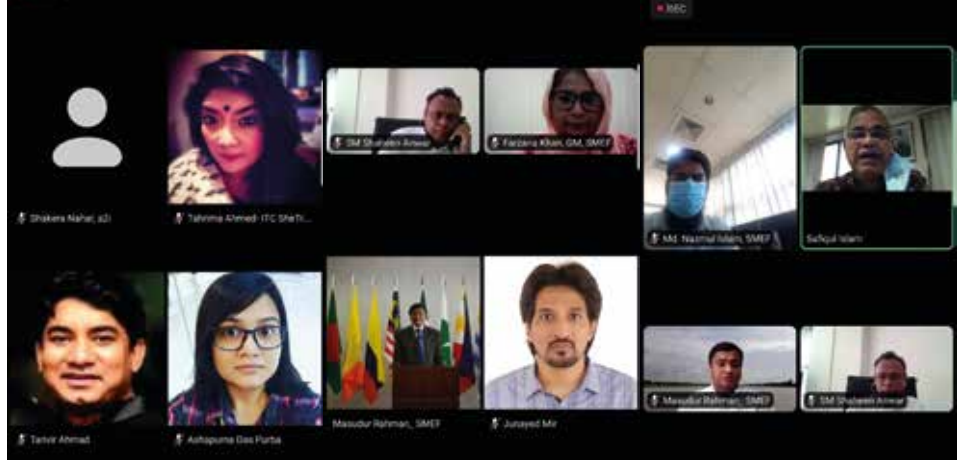 REC
SM Shaheen Anwar
Farzana Khan, GM, SMEF
Shakera Nahar, a2i
Tahrima Ahmed- ITC SheTr...
Md. Nazmul Islam, SMEF
Safiqul Islam
Masudur Rahman,, SMEF
SM Shaheen Anwar
Tanvir Ahmad
Ashapurna Das Purba
Masudur Rahman,, SMEF
Junayed Mir